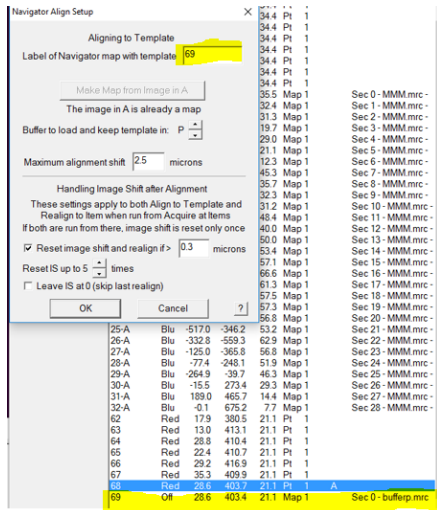 Navigator Align Setup
Aligning to Template
Label of Navigator map with template 69
Make Map from Image in A
The image in A is already a map
Buffer to load and keep template in: P
Maximum alignment shift 2.5 microns
Handling Image Shift after Alignment
These settings apply to both Align to Template and
Realign to Item when run from Acquire at Items
If both are run from there, image shift is reset only once
Reset image shift and realign if > 0.3 microns
Reset IS up to 5 times
Leave IS at 0 (skip last realign)
OK Cancel ?
34.4 Pt 1
34.4 Pt 1
34.4 Pt 1
34.4 Pt 1
34.4 Pt 1
35.5 Map 1 Sec 0 - MMM.mrc -
32.4 Map 1 Sec 1 - MMM.mrc -
31.3 Map 1 Sec 2 - MMM.mrc -
19.7 Map 1 Sec 3 - MMM.mrc -
29.0 Map 1 Sec 4 - MMM.mrc -
21.1 Map 1 Sec 5 - MMM.mrc -
12.3 Map 1 Sec 6 - MMM.mrc -
45.3 Map 1 Sec 7 - MMM.mrc -
35.7 Map 1 Sec 8 - MMM.mrc -
32.3 Map 1 Sec 9 - MMM.mrc -
31.2 Map 1 Sec 10 - MMM.mrc -
48.4 Map 1 Sec 11 - MMM.mrc -
40.0 Map 1 Sec 12 - MMM.mrc -
50.0 Map 1 Sec 13 - MMM.mrc -
53.4 Map 1 Sec 14 - MMM.mrc -
57.1 Map 1 Sec 15 - MMM.mrc -
66.6 Map 1 Sec 16 - MMM.mrc -
61.3 Map 1 Sec 17 - MMM.mrc -
57.5 Map 1 Sec 18 - MMM.mrc -
57.3 Map 1 Sec 19 - MMM.mrc -
56.8 Map 1 Sec 20 - MMM.mrc -
25-A Blu -517.0 -346.2 53.2 Map 1 Sec 21 - MMM.mrc -
26-A Blu -332.8 -559.3 62.9 Map 1 Sec 22 - MMM.mrc -
27-A Blu -125.0 -365.8 56.8 Map 1 Sec 23 - MMM.mrc -
28-A Blu -77.4 -248.1 51.9 Map 1 Sec 24 - MMM.mrc -
29-A Blu -264.9 -39.7 46.3 Map 1 Sec 25 - MMM.mrc -
30-A Blu -15.5 273.4 29.3 Map 1 Sec 26 - MMM.mrc -
31-A Blu 189.0 465.7 14.4 Map 1 Sec 27 - MMM.mrc -
32-A Blu -0.1 675.2 7.7 Map 1 Sec 28 - MMM.mrc -
62 Red 17.9 380.5 21.1 Pt 1
63 Red 13.0 413.1 21.1 Pt 1
64 Red 28.8 410.4 21.1 Pt 1
65 Red 22.4 410.7 21.1 Pt 1
66 Red 29.2 416.9 21.1 Pt 1
67 Red 35.3 409.9 21.1 Pt 1
68 Red 28.6 403.7 21.1 Pt 1 A
69 Off 28.6 403.4 21.1 Map 1 Sec 0 - bufferp.mrc